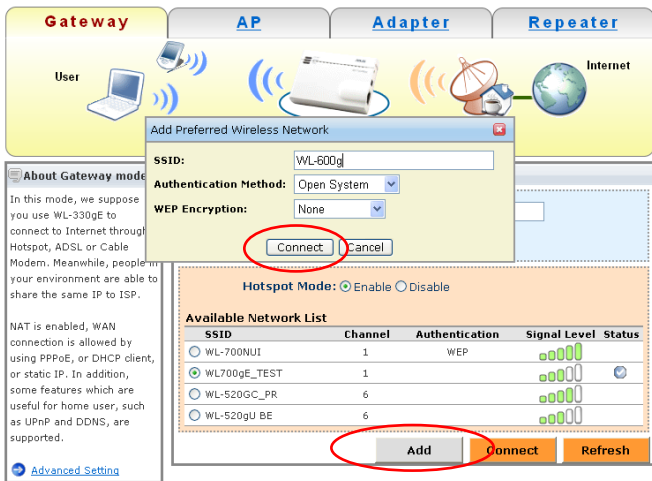 Gateway
AP
Adapter
Repeater
User
Internet
Add Preferred Wireless Network
SSID:
WL-600g
Authentication Method:
Open System
WEP Encryption:
None
Connect
Cancel
About Gateway mode
In this mode, we suppose
you use WL-330gE to
connect to Internet through
Hotspot, ADSL or Cable
Modem. Meanwhile, people in
your environment are able to
share the same IP to ISP.
NAT is enabled, WAN
connection is allowed by
using PPPoE, or DHCP client,
or static IP. In addition,
some features which are
useful for home user, such
as UPnP and DDNS, are
supported.
Advanced Setting
Hotspot Mode: Enable Disable
Available Network List
SSID Channel Authentication Signal Level Status
WL-700NUI 1 WEP
WL700gE_TEST 1
WL-520GC_PR 6
WL-520gU BE 6
Add
Connect
Refresh